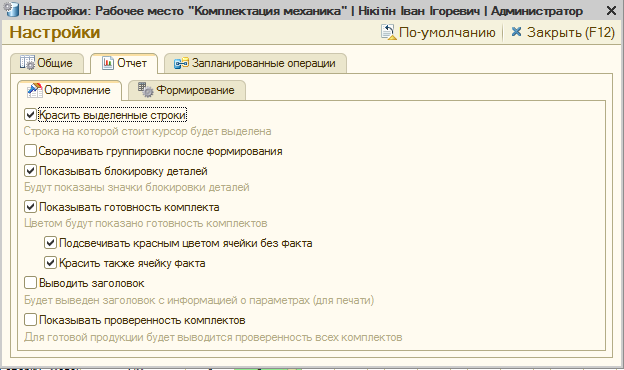 Настройки: Рабочее место "Комплектация механика" | Нікітін Іван Ігоревич | Администратор
Настройки
По-умолчанию
Закрыть (F12)
Общие
Отчет
Запланированные операции
Оформление
Формирование
Красить выделенные строки
Строка на которой стоит курсор будет выделена
Сворачивать группировки после формирования
Показывать блокировку деталей
Будут показаны значки блокировки деталей
Показывать готовность комплекта
Цветом будут показано готовность комплектов
Подсвечивать красным цветом ячейки без факта
Красить также ячейку факта
Выводить заголовок
Будет выведен заголовок с информацией о параметрах (для печати)
Показывать проверенность комплектов
Для готовой продукции будет выводится проверенность всех комплектов